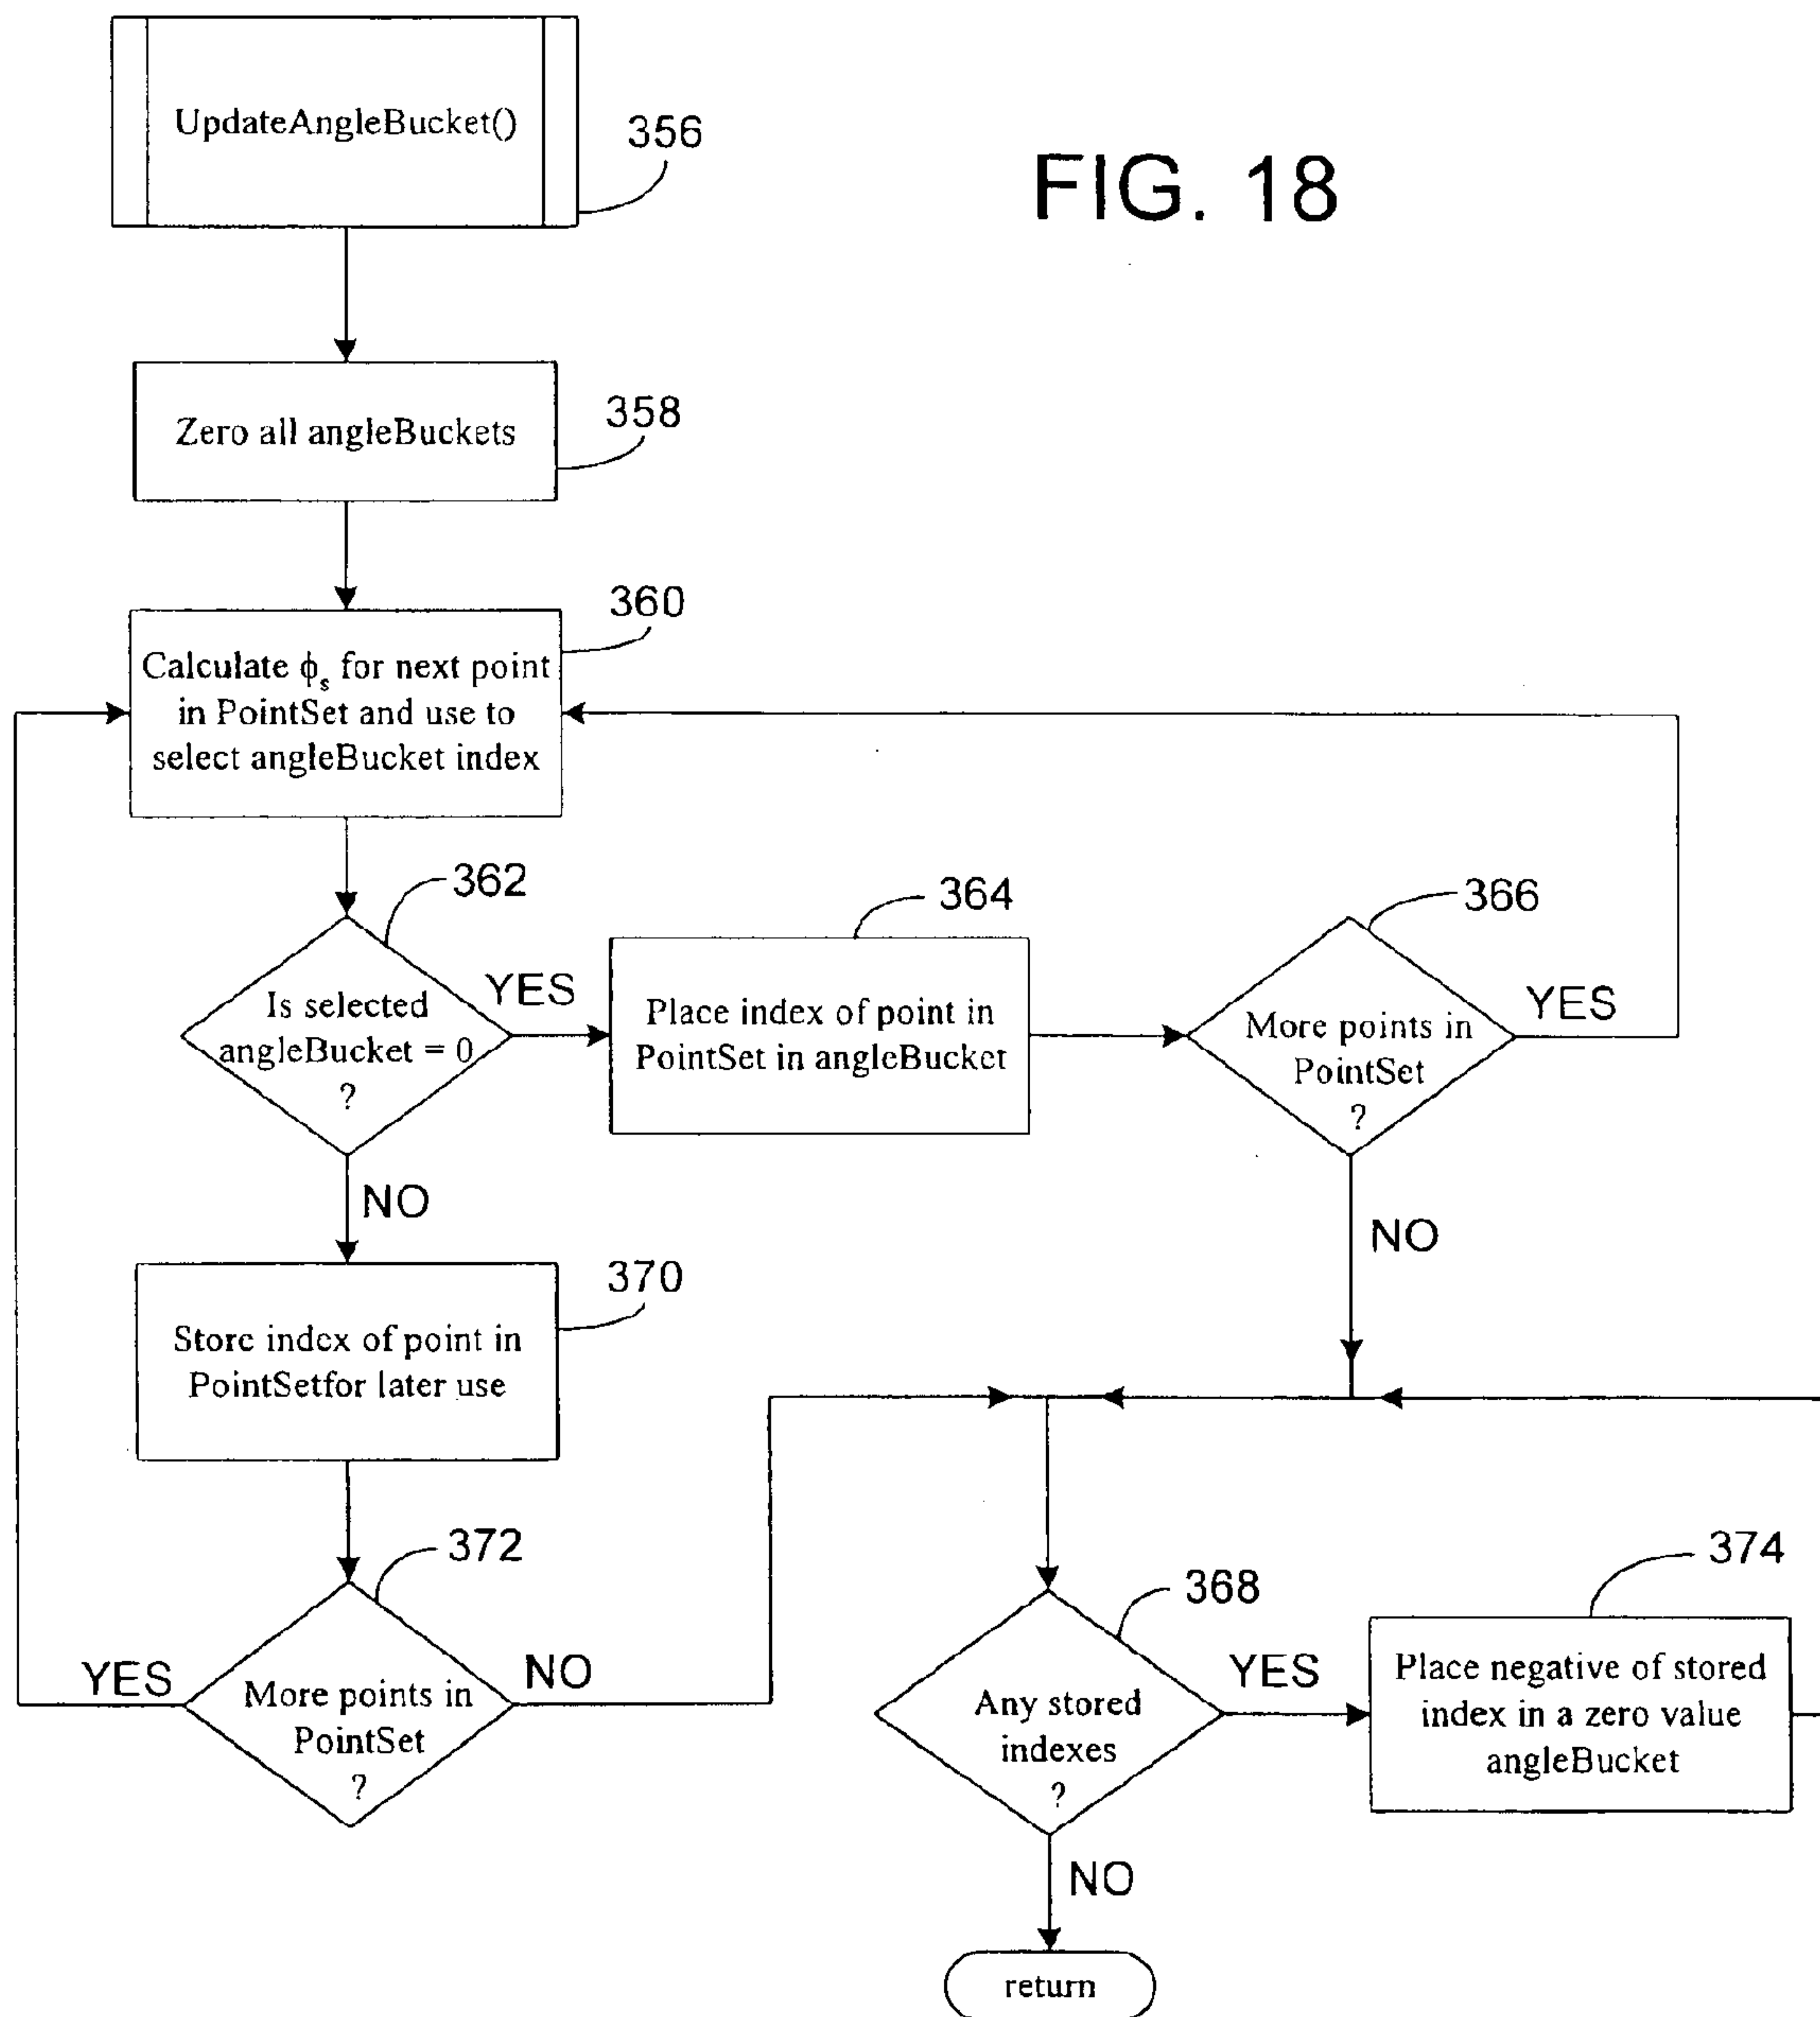 UpdateAngleBucket()
356
FIG. 18
Zero all angleBuckets
358
360
Calculate ϕs for next point
in PointSet and use to
select angleBucket index
362
364
366
Is selected
angleBucket = 0
?
YES
Place index of point in
PointSet in angleBucket
More points in
PointSet
?
YES
NO
NO
370
Store index of point in
PointSetfor later use
372
More points in
PointSet
?
YES
NO
368
374
Any stored
indexes
?
YES
Place negative of stored
index in a zero value
angleBucket
NO
return